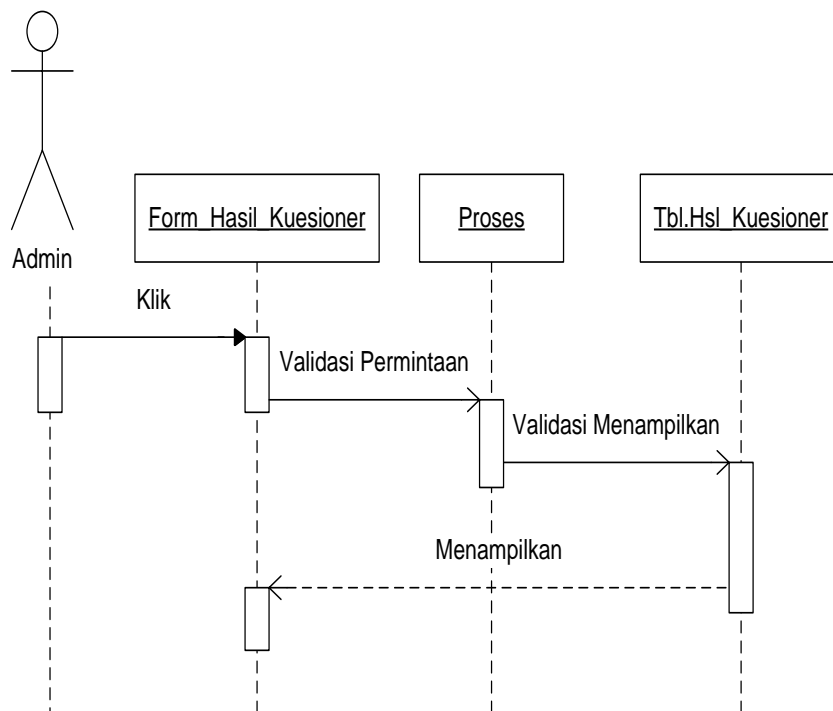 Form_Hasil_Kuesioner
Proses
Tbl.Hsl_Kuesioner
Admin
Klik
Validasi Permintaan
Validasi Menampilkan
Menampilkan